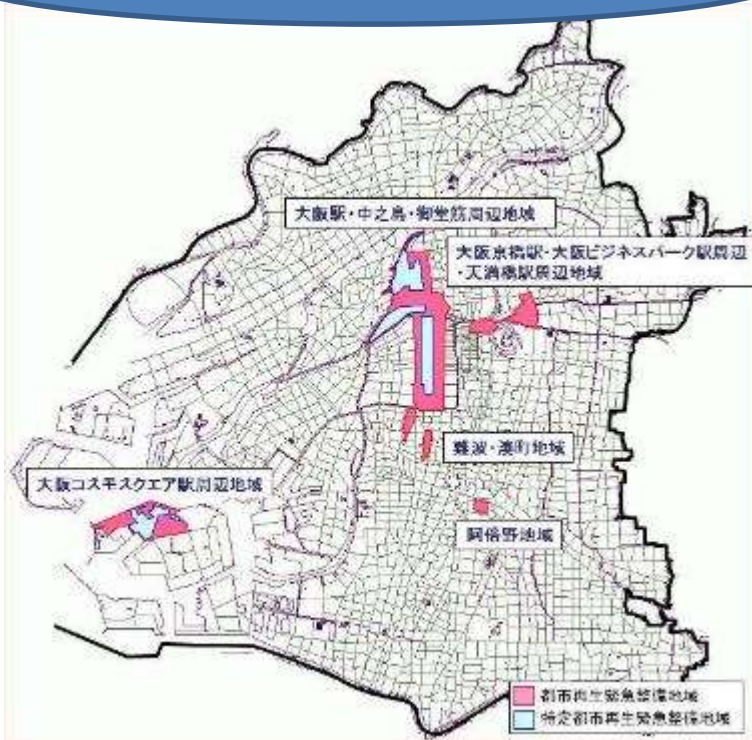 大阪駅・中之島・御堂筋周辺地域
大阪京橋駅・大阪ビジネスパーク駅周辺
・天満橋駅周辺地域
難波・湊町地域
大阪コスモスクエア駅周辺地域
阿倍野地域
都市再生緊急整備地域
特定都市再生緊急整備地域